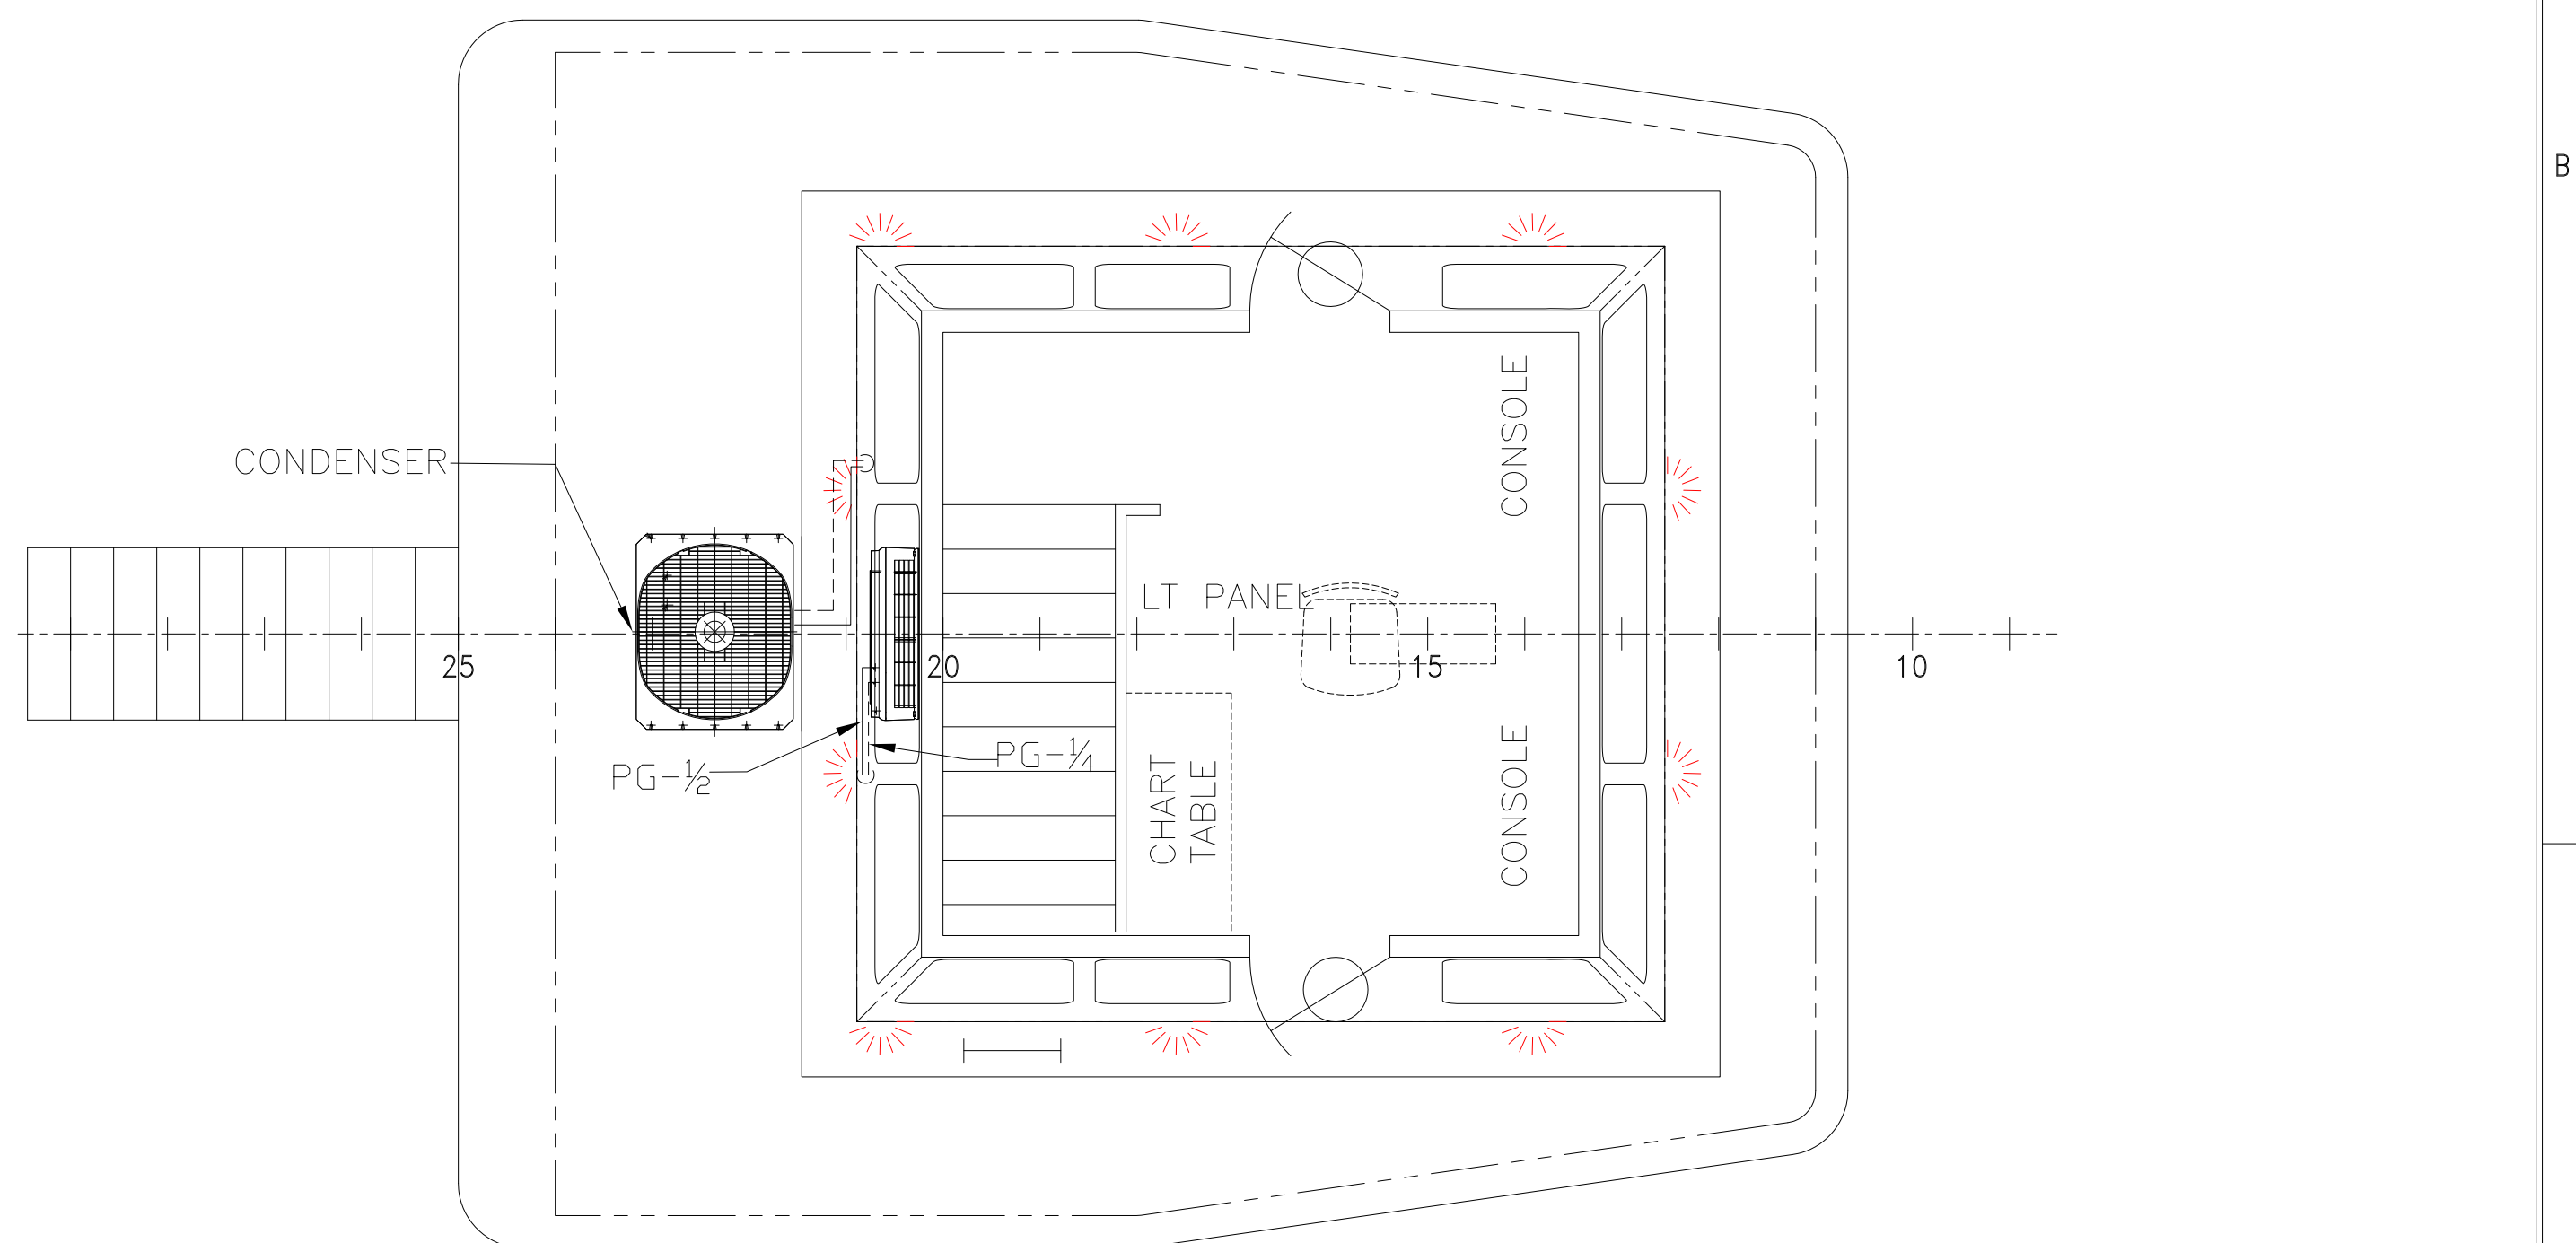 B
CONSOLE
CONDENSER
LT PANEL
25
20
15
10
PG-½
PG-¼
CHART
TABLE
CONSOLE